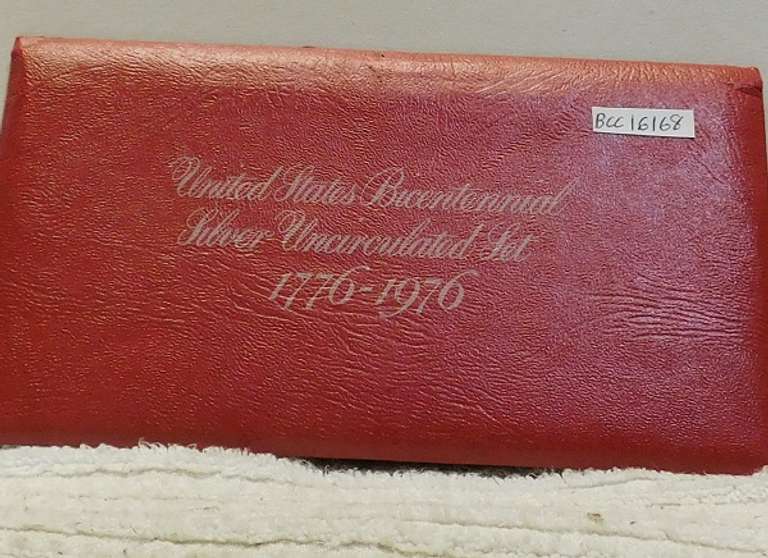 BCC 16168
United States Bicentennial
Silver Uncirculated Set
1776-1976